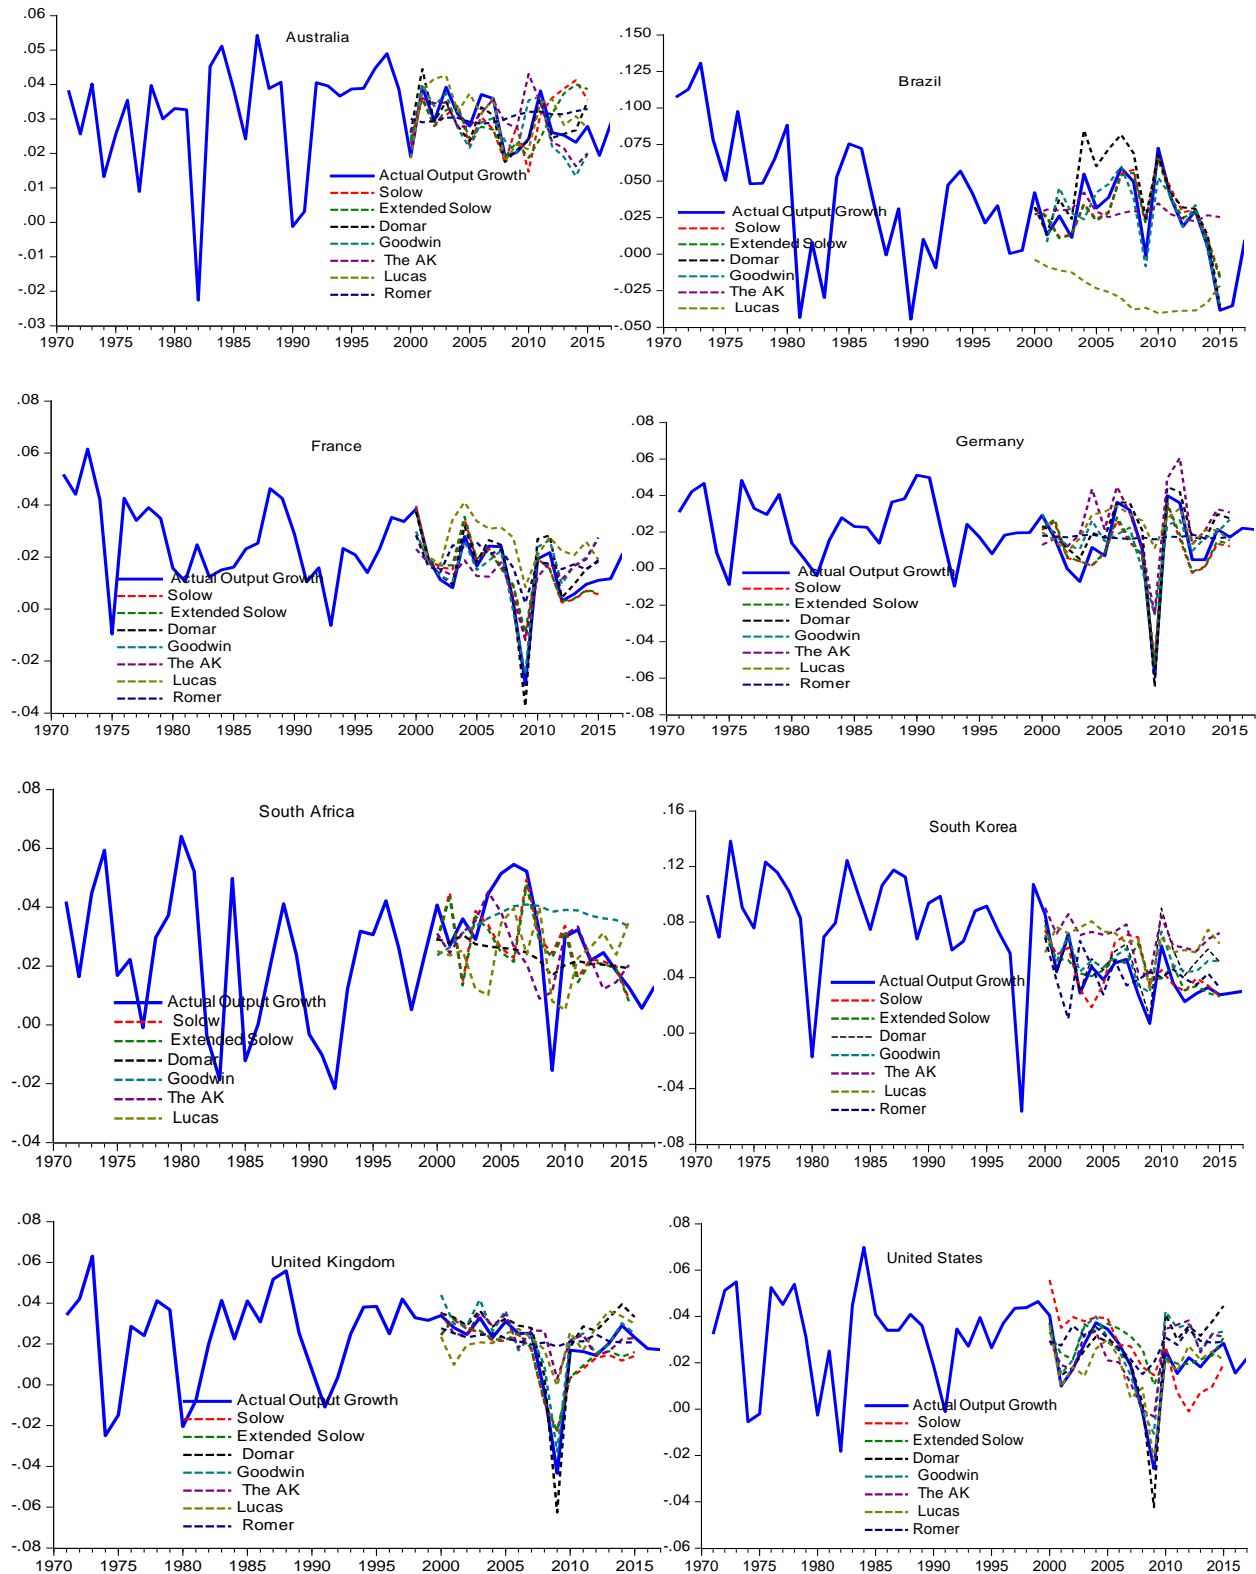 Australia
.06
.05
.04
.03
.02
.01
.00
-.01
-.02
-.03
Actual Output Growth
Solow
Extended Solow
Domar
Goodwin
The AK
Lucas
Romer
1970 1975 1980 1985 1990 1995 2000 2005 2010 2015
Brazil
.150
.125
.100
.075
.050
.025
.000
-.025
-.050
Actual Output Growth
Solow
Extended Solow
Domar
Goodwin
The AK
Lucas
1970 1975 1980 1985 1990 1995 2000 2005 2010 2015
France
.08
.06
.04
.02
.00
-.02
-.04
Actual Output Growth
Solow
Extended Solow
Domar
Goodwin
The AK
Lucas
Romer
1970 1975 1980 1985 1990 1995 2000 2005 2010 2015
Germany
.08
.06
.04
.02
.00
-.02
-.04
-.06
-.08
Actual Output Growth
Solow
Extended Solow
Domar
Goodwin
The AK
Lucas
Romer
1970 1975 1980 1985 1990 1995 2000 2005 2010 2015
South Africa
.08
.06
.04
.02
.00
-.02
-.04
Actual Output Growth
Solow
Extended Solow
Domar
Goodwin
The AK
Lucas
1970 1975 1980 1985 1990 1995 2000 2005 2010 2015
South Korea
.16
.12
.08
.04
.00
-.04
-.08
Actual Output Growth
Solow
Extended Solow
Domar
Goodwin
The AK
Lucas
Romer
1970 1975 1980 1985 1990 1995 2000 2005 2010 2015
United Kingdom
.08
.06
.04
.02
.00
-.02
-.04
-.06
-.08
Actual Output Growth
Solow
Extended Solow
Domar
Goodwin
The AK
Lucas
Romer
1970 1975 1980 1985 1990 1995 2000 2005 2010 2015
United States
.08
.06
.04
.02
.00
-.02
-.04
-.06
Actual Output Growth
Solow
Extended Solow
Domar
Goodwin
The AK
Lucas
Romer
1970 1975 1980 1985 1990 1995 2000 2005 2010 2015